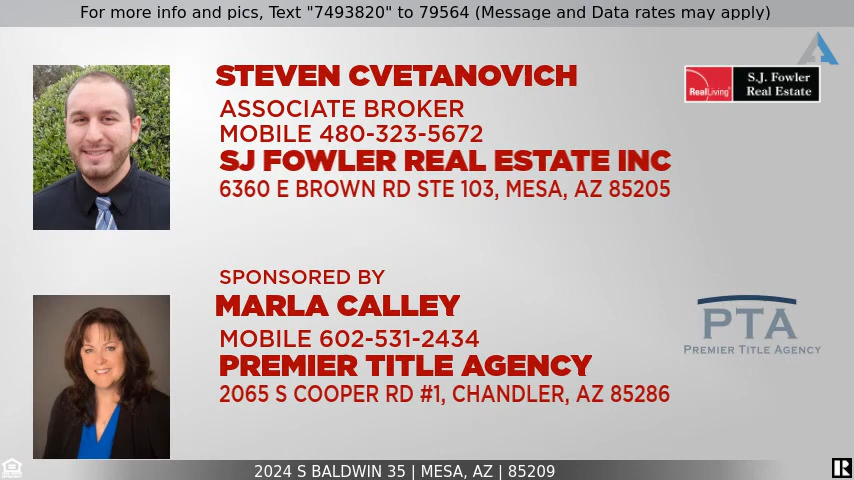 For more info and pics, Text "7493820" to 79564 (Message and Data rates may apply)
STEVEN CVETANOVICH
ASSOCIATE BROKER
MOBILE 480-323-5672
SJ FOWLER REAL ESTATE INC
6360 E BROWN RD STE 103, MESA, AZ 85205
RealLiving
S.J. Fowler
Real Estate
SPONSORED BY
MARLA CALLEY
MOBILE 602-531-2434
PREMIER TITLE AGENCY
2065 S COOPER RD #1, CHANDLER, AZ 85286
PTA
PREMIER TITLE AGENCY
2024 S BALDWIN 35 | MESA, AZ | 85209